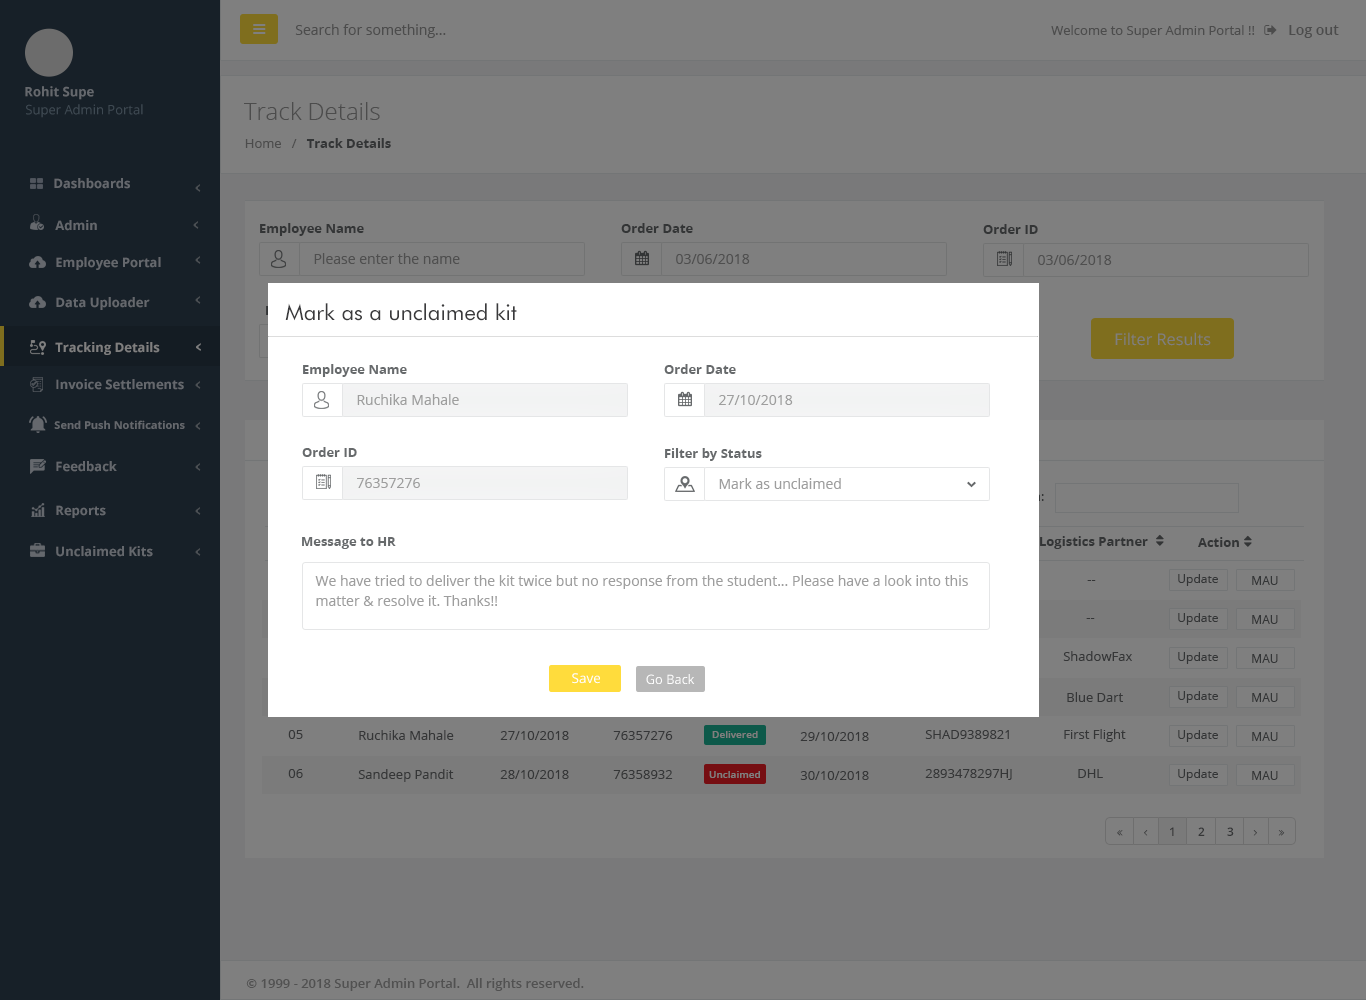 Rohit Supe
Super Admin Portal
Dashboards
Admin
Employee Portal
Data Uploader
Tracking Details
Invoice Settlements
Send Push Notifications
Feedback
Reports
Unclaimed Kits
Search for something...
Welcome to Super Admin Portal !! Log out
Track Details
Home / Track Details
Employee Name Order Date Order ID
Please enter the name 03/06/2018 03/06/2018
Filter Results
Mark as a unclaimed kit
Employee Name Order Date
Ruchika Mahale 27/10/2018
Order ID Filter by Status
76357276 Mark as unclaimed
Message to HR
We have tried to deliver the kit twice but no response from the student... Please have a look into this
matter & resolve it. Thanks!!
Save Go Back
Logistics Partner Action
-- Update MAU
-- Update MAU
ShadowFax Update MAU
Blue Dart Update MAU
05 Ruchika Mahale 27/10/2018 76357276 Delivered 29/10/2018 SHAD9389821 First Flight Update MAU
06 Sandeep Pandit 28/10/2018 76358932 Unclaimed 30/10/2018 2893478297HJ DHL Update MAU
« ‹ 1 2 3 › »
© 1999 - 2018 Super Admin Portal. All rights reserved.